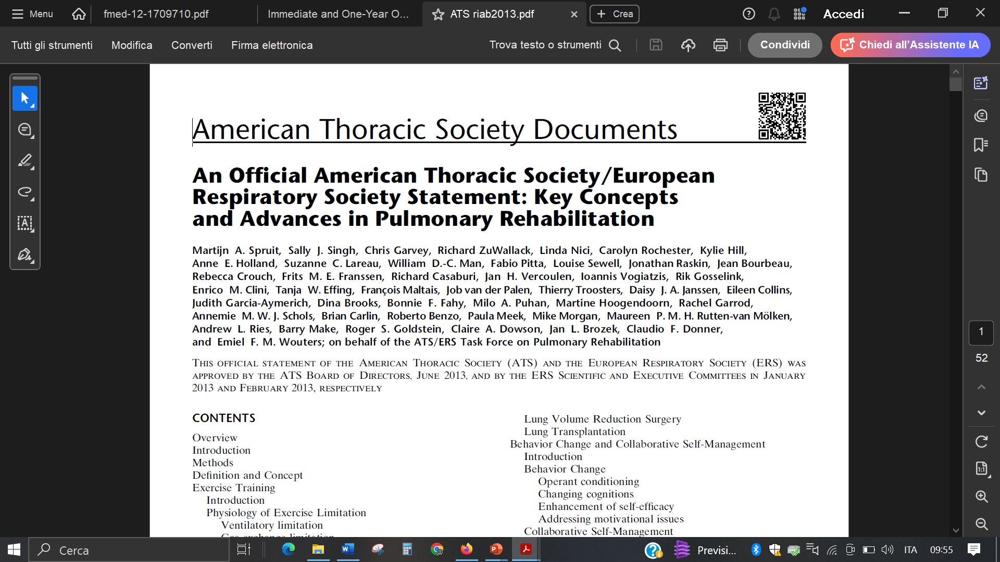 Menu
fmed-12-1709710.pdf
Immediate and One-Year O...
ATS riab2013.pdf
Crea
Accedi
Tutti gli strumenti
Modifica
Converti
Firma elettronica
Trova testo o strumenti
Condividi
Chiedi all'Assistente IA
American Thoracic Society Documents
An Official American Thoracic Society/European
Respiratory Society Statement: Key Concepts
and Advances in Pulmonary Rehabilitation
Martijn A. Spruit, Sally J. Singh, Chris Garvey, Richard ZuWallack, Linda Nici, Carolyn Rochester, Kylie Hill,
Anne E. Holland, Suzanne C. Lareau, William D.-C. Man, Fabio Pitta, Louise Sewell, Jonathan Raskin, Jean Bourbeau,
Rebecca Crouch, Frits M. E. Franssen, Richard Casaburi, Jan H. Vercoulen, Ioannis Vogiatzis, Rik Gosselink,
Enrico M. Clini, Tanja W. Effing, François Maltais, Job van der Palen, Thierry Troosters, Daisy J. A. Janssen, Eileen Collins,
Judith Garcia-Aymerich, Dina Brooks, Bonnie F. Fahy, Milo A. Puhan, Martine Hoogendoorn, Rachel Garrod,
Annemie M. W. J. Schols, Brian Carlin, Roberto Benzo, Paula Meek, Mike Morgan, Maureen P. M. H. Rutten-van Mölken,
Andrew L. Ries, Barry Make, Roger S. Goldstein, Claire A. Dowson, Jan L. Brozek, Claudio F. Donner,
and Emiel F. M. Wouters; on behalf of the ATS/ERS Task Force on Pulmonary Rehabilitation
THIS OFFICIAL STATEMENT OF THE AMERICAN THORACIC SOCIETY (ATS) AND THE EUROPEAN RESPIRATORY SOCIETY (ERS) WAS
APPROVED BY THE ATS BOARD OF DIRECTORS, JUNE 2013, AND BY THE ERS SCIENTIFIC AND EXECUTIVE COMMITTEES IN JANUARY
2013 AND FEBRUARY 2013, RESPECTIVELY
CONTENTS
Overview
Introduction
Methods
Definition and Concept
Exercise Training
Introduction
Physiology of Exercise Limitation
Ventilatory limitation
Gas exchange limitation
Lung Volume Reduction Surgery
Lung Transplantation
Behavior Change and Collaborative Self-Management
Introduction
Behavior Change
Operant conditioning
Changing cognitions
Enhancement of self-efficacy
Addressing motivational issues
Collaborative Self-Management
1
52
1:1
Cerca
Previsi...
ITA
09:55